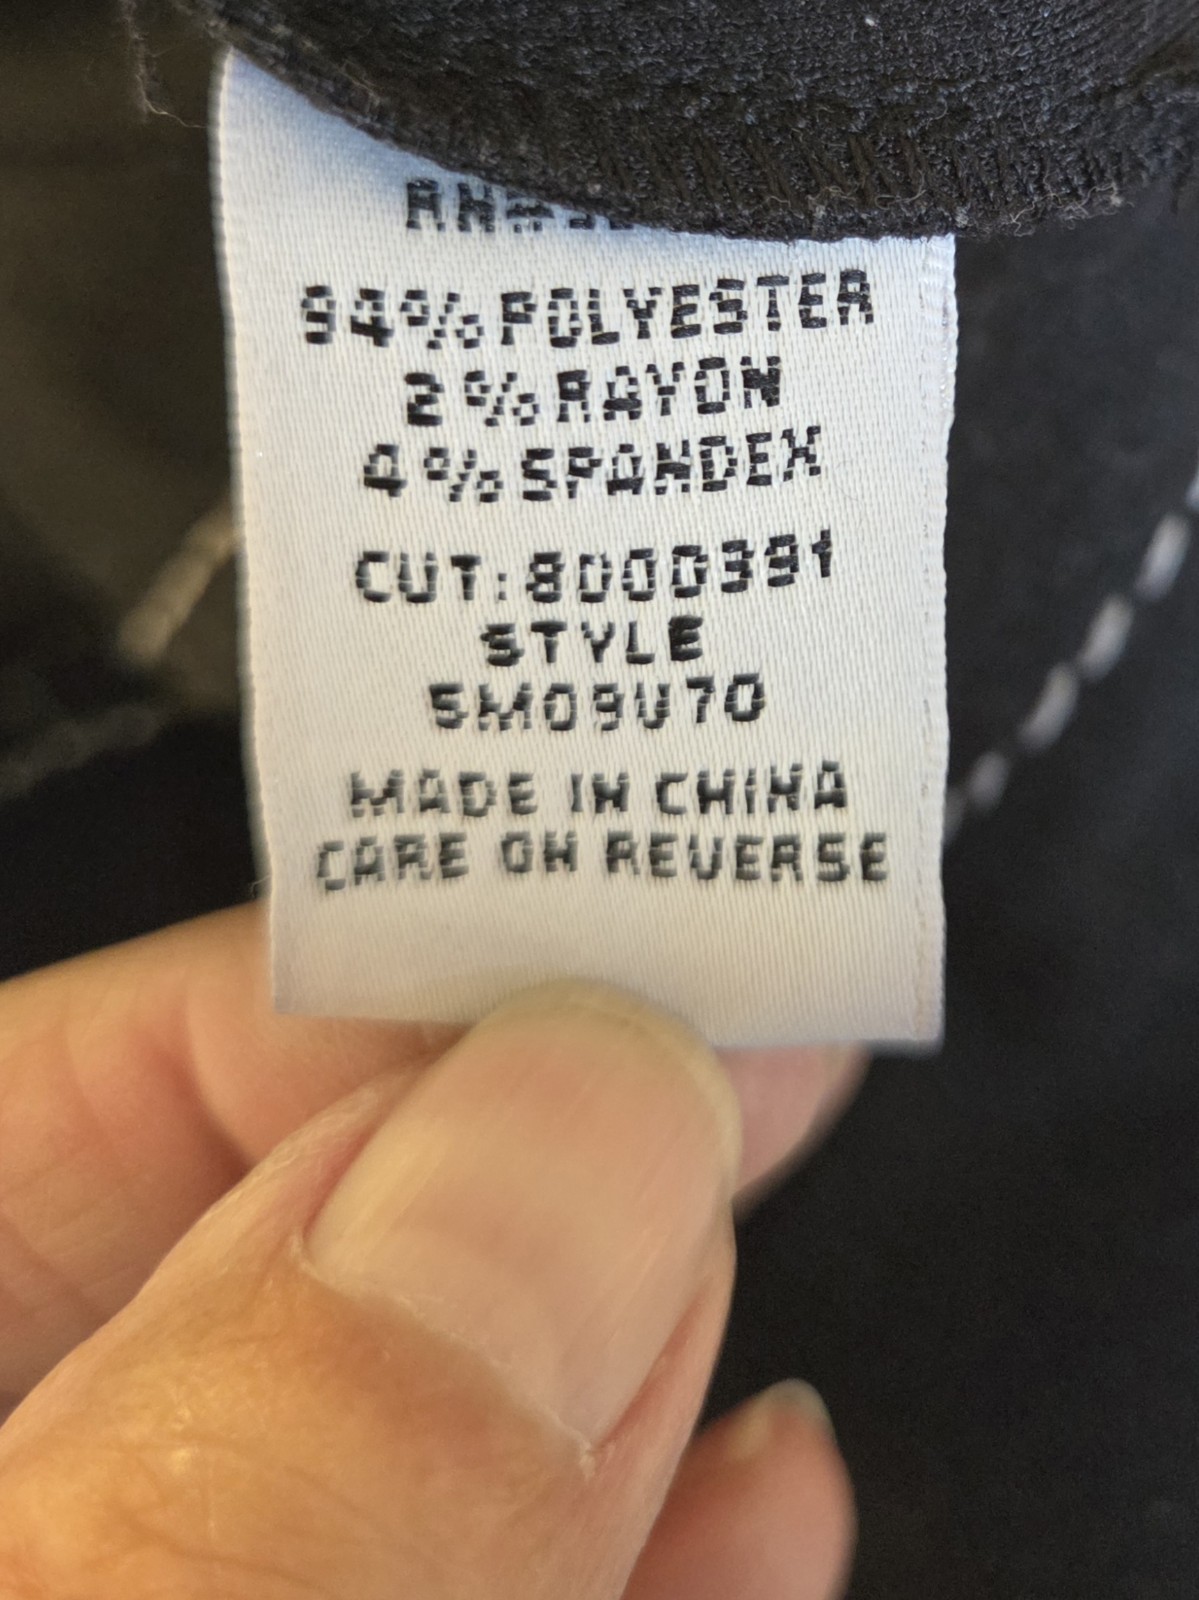 94% POLYESTER
2% RAYON
4% SPANDEX
CUT: 8000391
STYLE
5M09U70
MADE IN CHINA
CARE ON REVERSE